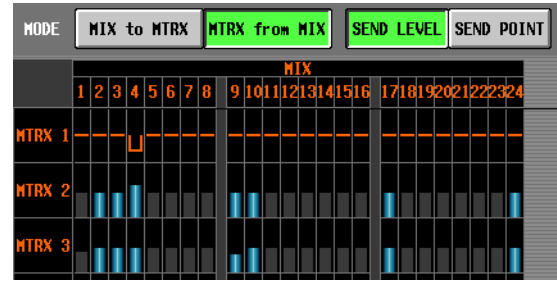 MODE MIX to MTRX MTRX from MIX SEND LEVEL SEND POINT
MIX
1 2 3 4 5 6 7 8 9 10 11 12 13 14 15 16 17 18 19 20 21 22 23 24
MTRX 1
MTRX 2
MTRX 3